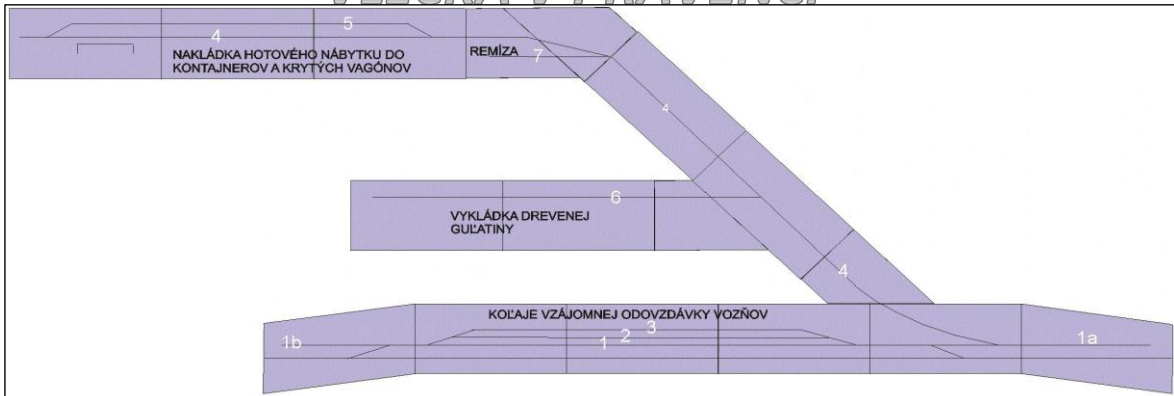 5
4
NAKLÁDKA HOTOVÉHO NÁBYTKU DO
KONTAJNEROV A KRYTÝCH VAGÓNOV
REMÍZA
7
4
6
VYKLÁDKA DREVENEJ
GUĽATINY
4
KOĽAJE VZÁJOMNEJ ODOVZDÁVKY VOZŇOV
3
2
1
1b
1a